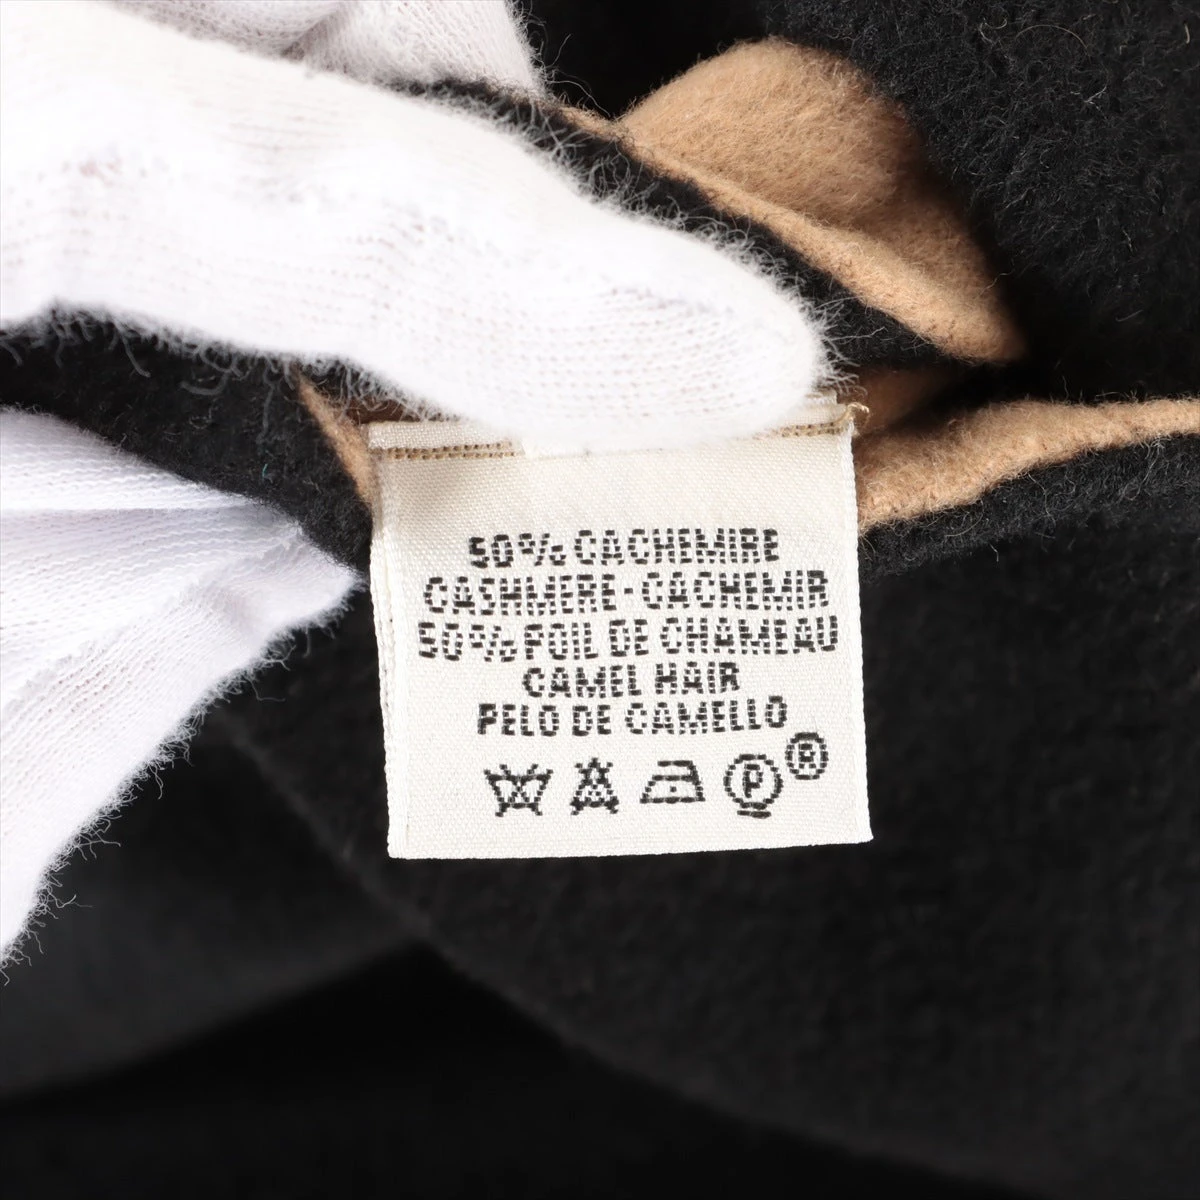 50% CACHEMIRE
CASHMERE-CACHEMIR
50% POIL DE CHAMEAU
CAMEL HAIR
PELO DE CAMELLO
P ®